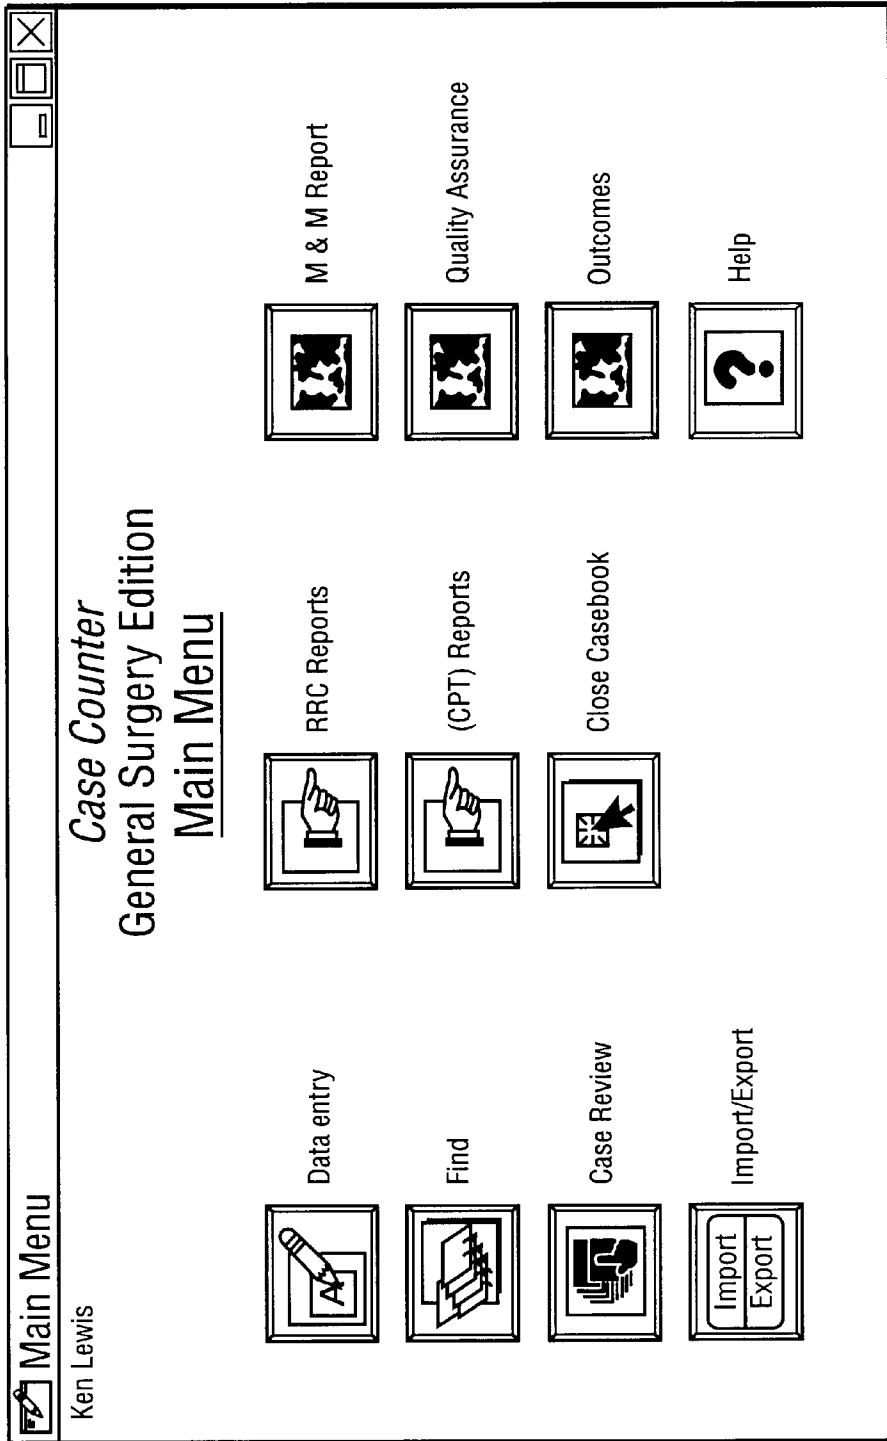 Main Menu
Ken Lewis
Case Counter
General Surgery Edition
Main Menu
Data entry
RRC Reports
M & M Report
Find
(CPT) Reports
Quality Assurance
Case Review
Close Casebook
Outcomes
Import
Export
Import/Export
?
Help